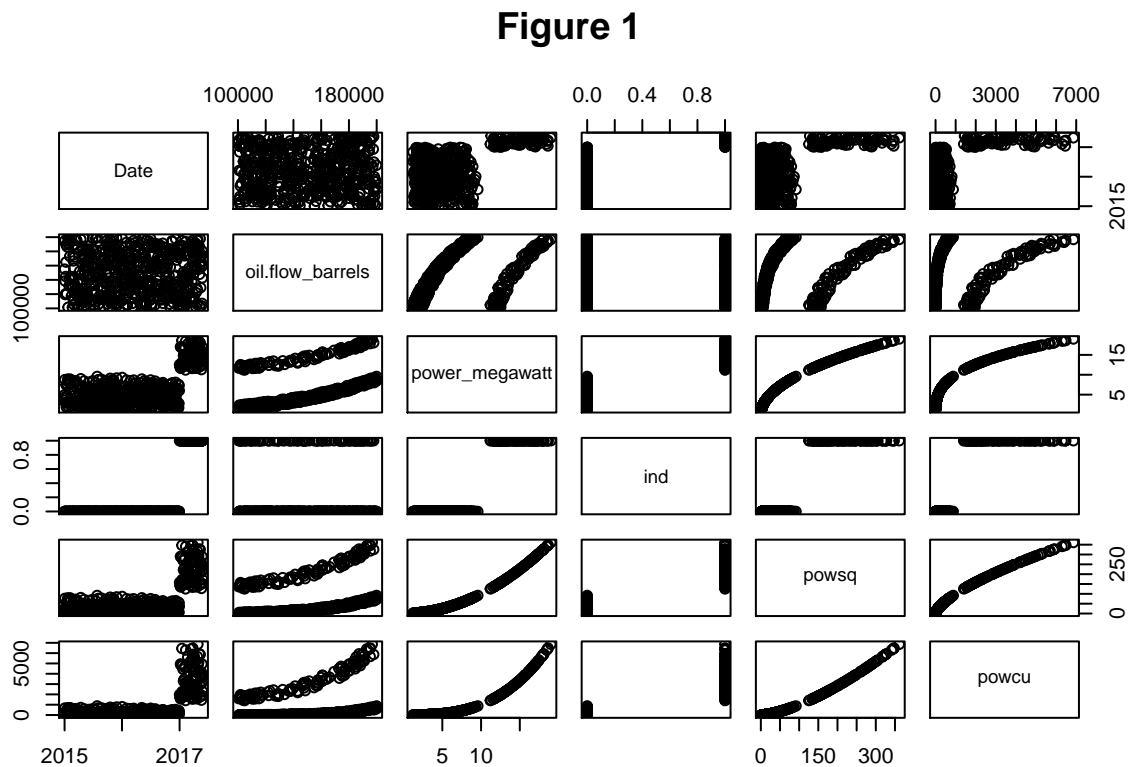 Figure 1
100000 180000 0.0 0.4 0.8 0 3000 7000
Date
2015
oil.flow_barrels
100000
power_megawatt
5 15
ind
0.0 0.8
powsq
0 250
powcu
0 5000
2015 2017 5 10 0 150 300